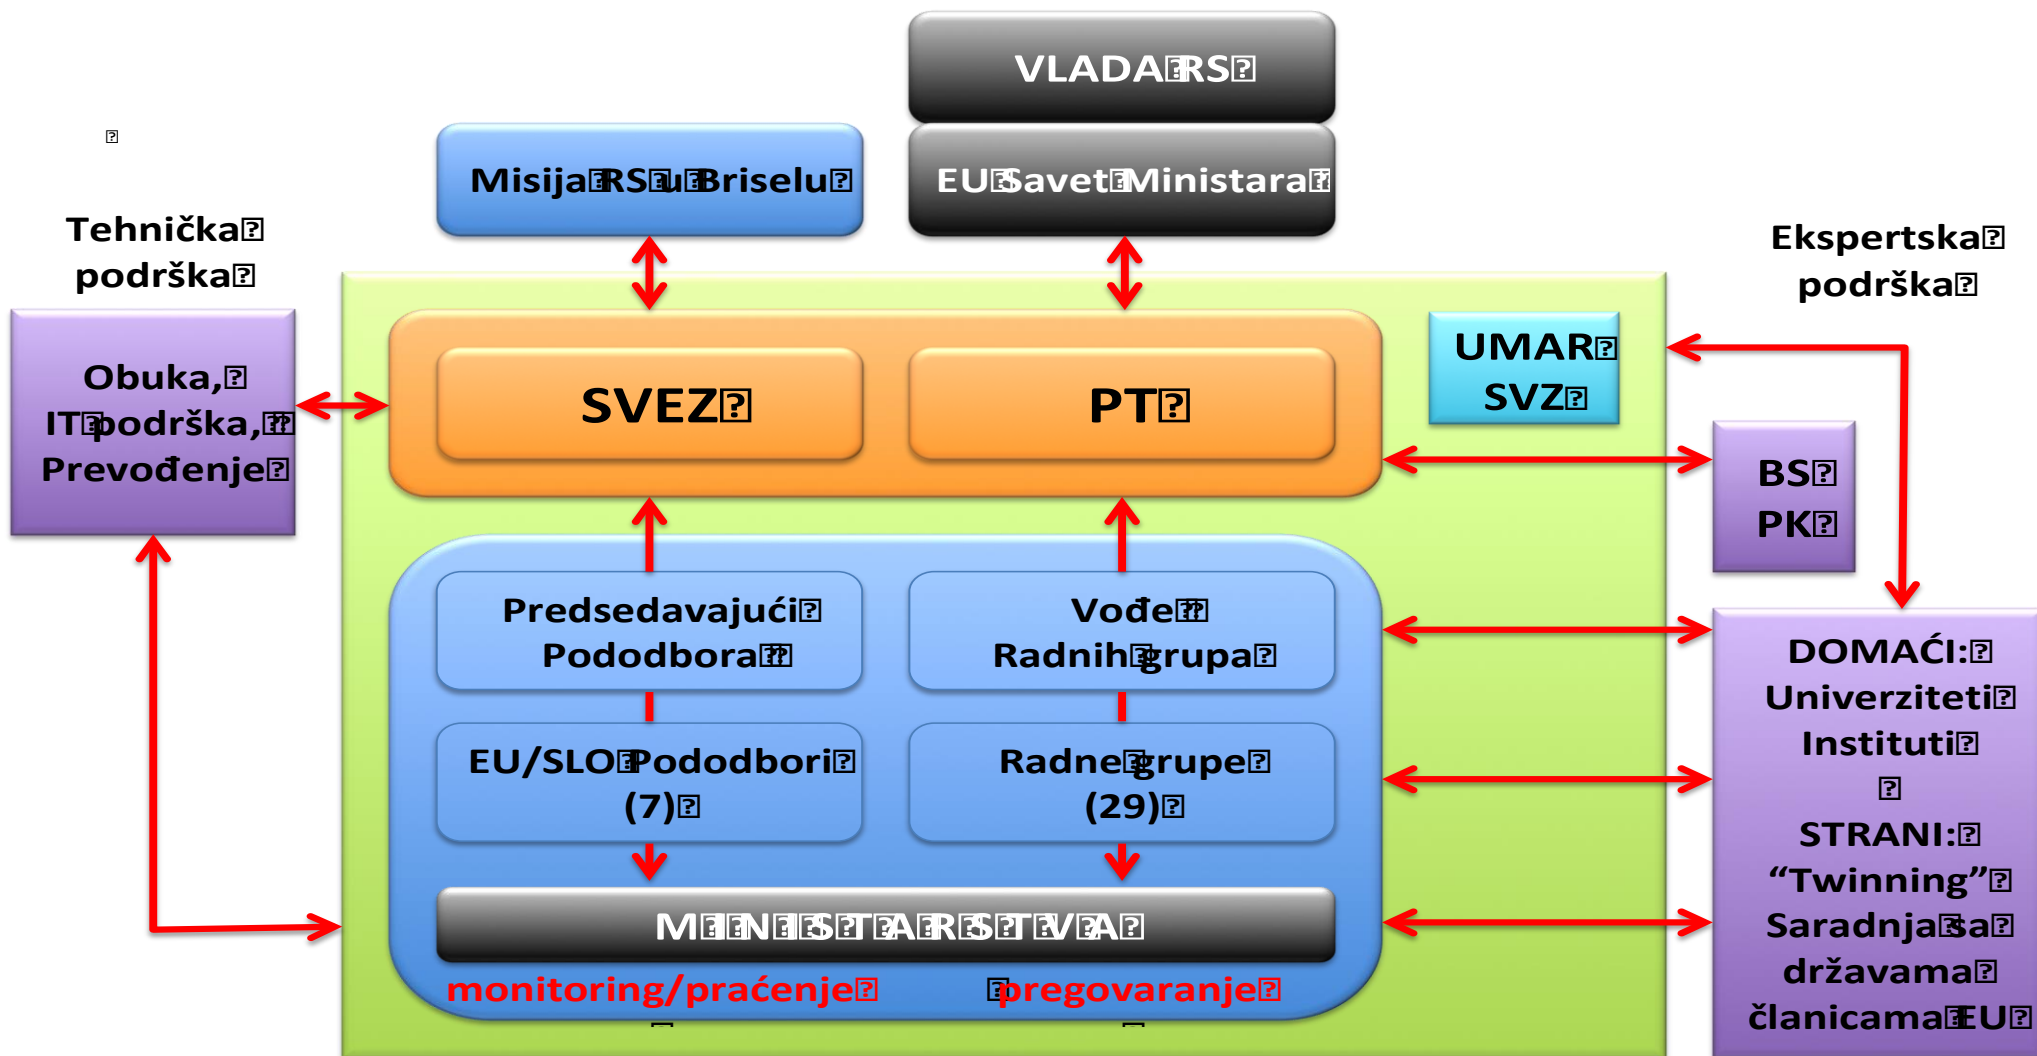 VLADA RS
Misija RS u Briselu
EU Savet Ministara
Tehnička
podrška
Ekspertska
podrška
Obuka,
IT podrška,
Prevođenje
SVEZ
PT
UMAR
SVZ
BS
PK
Predsedavajući
Pododbora
Vođe
Radnih grupa
EU/SLO Pododbori
(7)
Radne grupe
(29)
M I N I S T A R S T V A
monitoring/praćenje
pregovaranje
DOMAĆI:
Univerziteti
Instituti
STRANI:
“Twinning”
Saradnja sa
državama
članicama EU